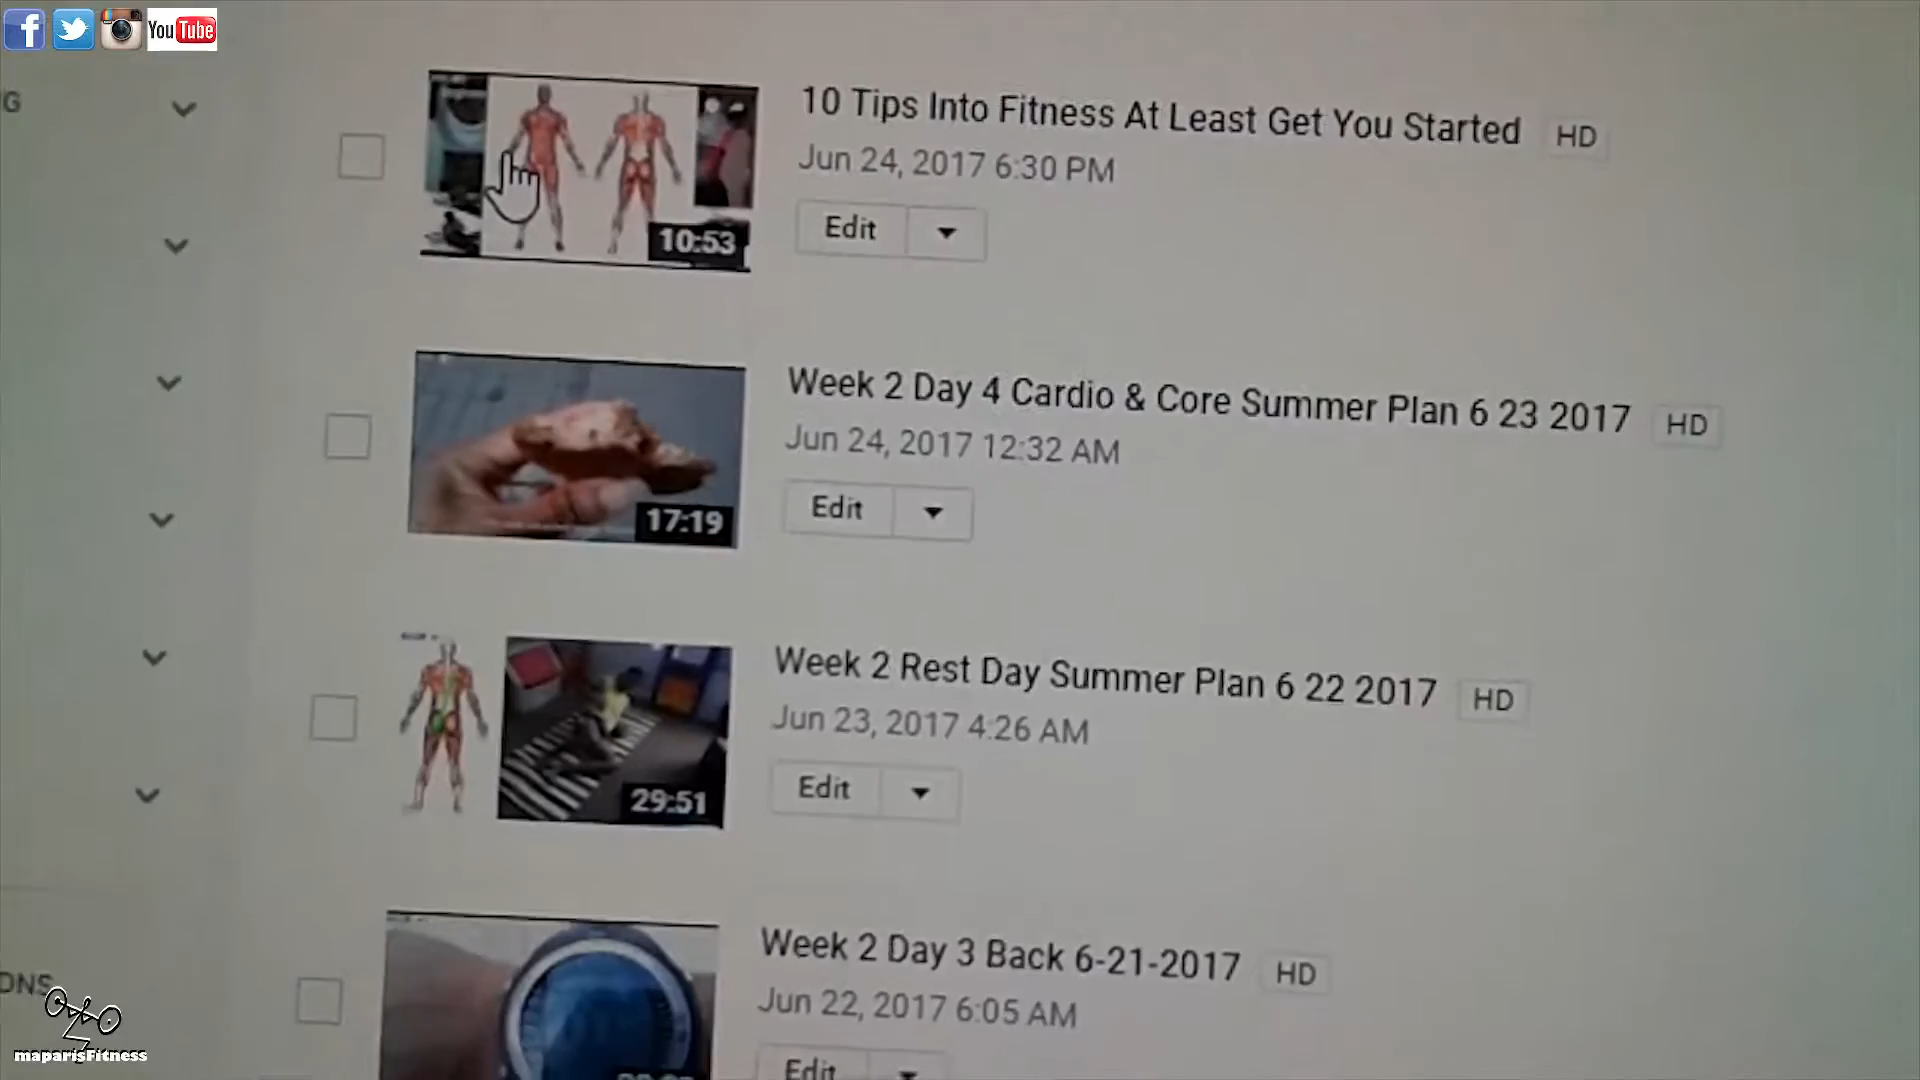 You Tube
G
10 Tips Into Fitness At Least Get You Started HD
Jun 24, 2017 6:30 PM
Edit
10:53
Week 2 Day 4 Cardio & Core Summer Plan 6 23 2017 HD
Jun 24, 2017 12:32 AM
Edit
17:19
Week 2 Rest Day Summer Plan 6 22 2017 HD
Jun 23, 2017 4:26 AM
Edit
29:51
Week 2 Day 3 Back 6-21-2017 HD
Jun 22, 2017 6:05 AM
Edit
ONS
maparisFitness